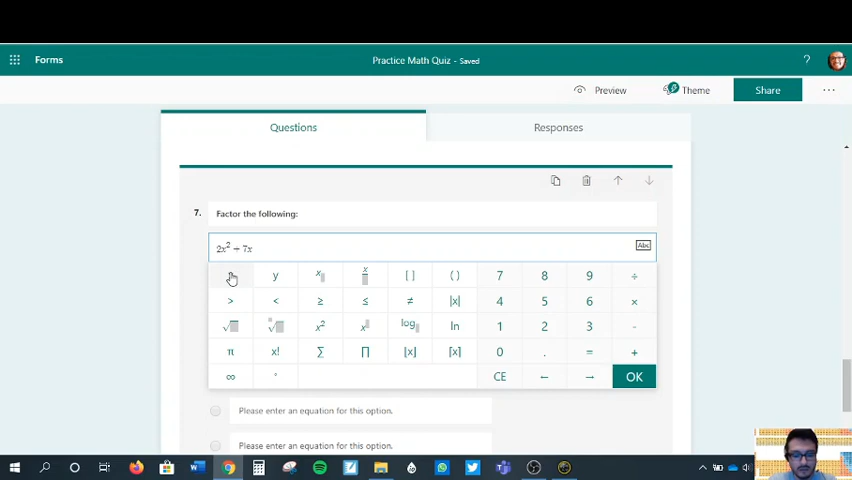 Forms
Practice Math Quiz - Saved
?
Preview
Theme
Share
...
Questions
Responses
7. Factor the following:
2x² + 7x
Abc
y x [ ] ( ) 7 8 9 ÷
> < ≥ ≤ ≠ |x| 4 5 6 ×
√ √ x² x log ln 1 2 3 -
π x! ∑ ∏ ⌊x⌋ ⌈x⌉ 0 . = +
∞ ° CE ← → OK
Please enter an equation for this option.
Please enter an equation for this option.